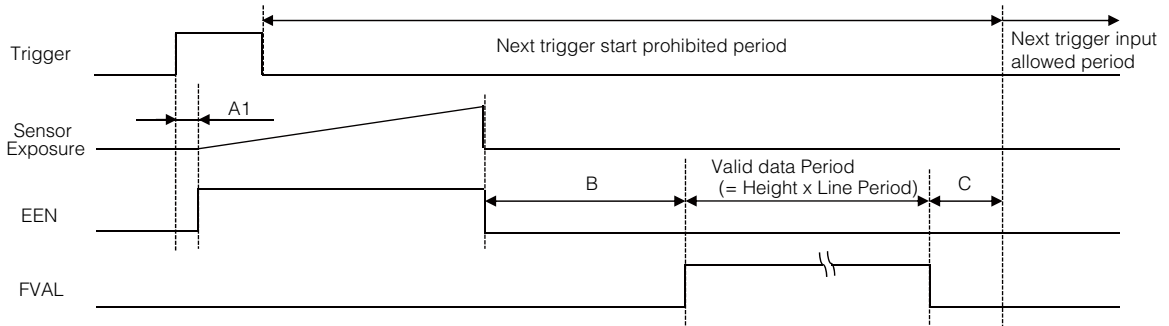 Trigger
Next trigger start prohibited period
Next trigger input
allowed period
A1
Sensor
Exposure
Valid data Period
(= Height x Line Period)
B
C
EEN
FVAL